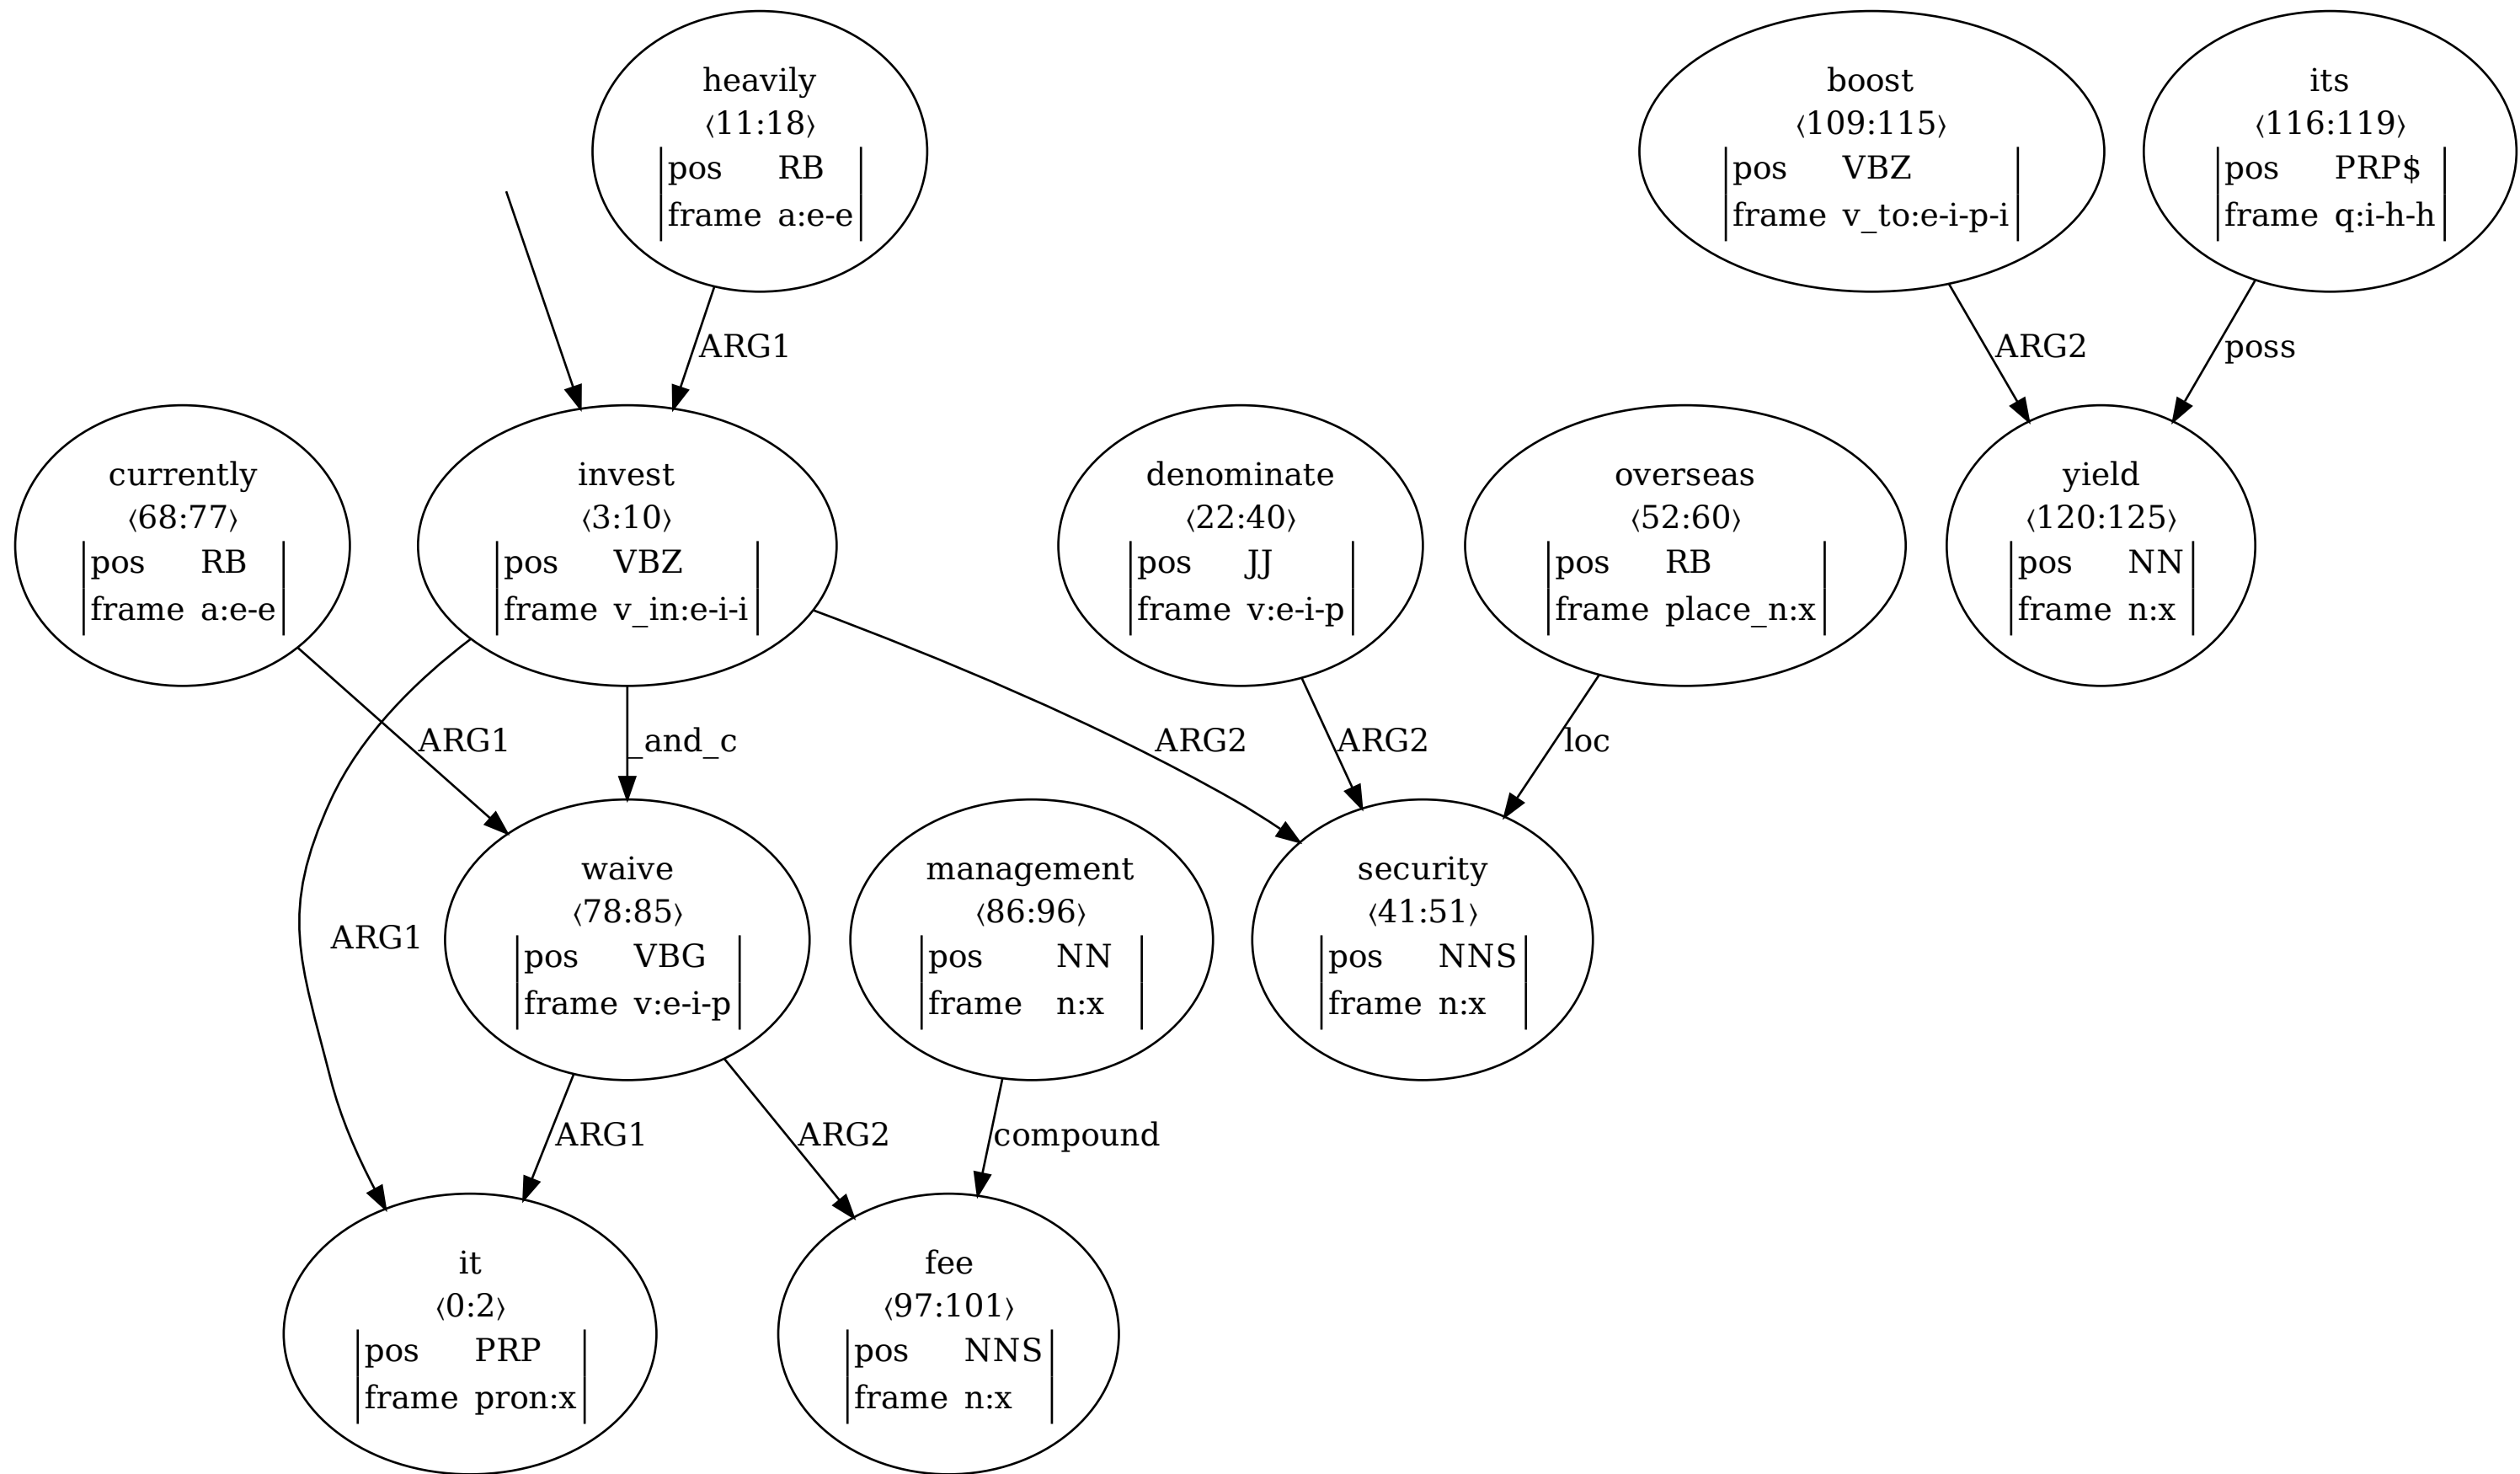 heavily
⟨11:18⟩
pos RB
frame a:e-e
boost
⟨109:115⟩
pos VBZ
frame v_to:e-i-p-i
its
⟨116:119⟩
pos PRP$
frame q:i-h-h
ARG1
ARG2
poss
currently
⟨68:77⟩
pos RB
frame a:e-e
invest
⟨3:10⟩
pos VBZ
frame v_in:e-i-i
denominate
⟨22:40⟩
pos JJ
frame v:e-i-p
overseas
⟨52:60⟩
pos RB
frame place_n:x
yield
⟨120:125⟩
pos NN
frame n:x
ARG1
_and_c
ARG2
ARG2
loc
waive
⟨78:85⟩
pos VBG
frame v:e-i-p
management
⟨86:96⟩
pos NN
frame n:x
security
⟨41:51⟩
pos NNS
frame n:x
ARG1
ARG1
ARG2
compound
it
⟨0:2⟩
pos PRP
frame pron:x
fee
⟨97:101⟩
pos NNS
frame n:x